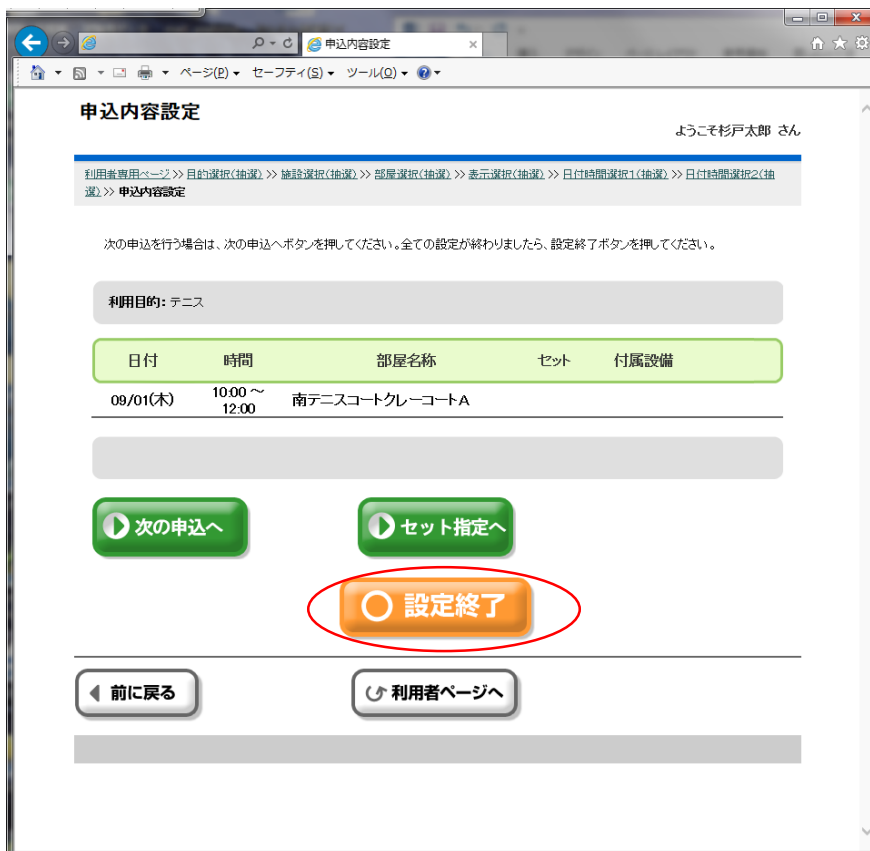 申込内容設定
ページ(P) セーフティ(S) ツール(O)
申込内容設定
ようこそ杉戸太郎 さん
利用者専用ページ >> 目的選択(抽選) >> 施設選択(抽選) >> 部屋選択(抽選) >> 表示選択(抽選) >> 日付時間選択1(抽選) >> 日付時間選択2(抽
選) >> 申込内容設定
次の申込を行う場合は、次の申込へボタンを押してください。全ての設定が終わりましたら、設定終了ボタンを押してください。
利用目的: テニス
日付 時間 部屋名称 セット 付属設備
09/01(木) 10:00 ~ 南テニスコートクレーコートA
12:00
次の申込へ セット指定へ
設定終了
前に戻る 利用者ページへ